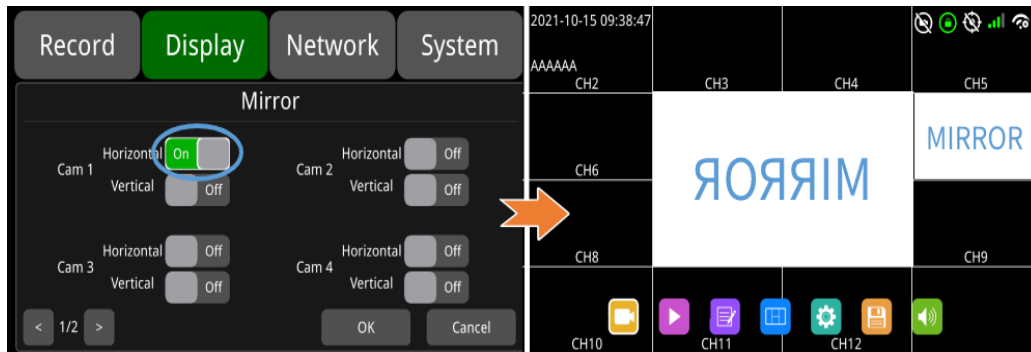 Record Display Network System
Mirror
Cam 1
Horizontal On
Vertical Off
Cam 2
Horizontal Off
Vertical Off
Cam 3
Horizontal Off
Vertical Off
Cam 4
Horizontal Off
Vertical Off
< 1/2 >
OK
Cancel
2021-10-15 09:38:47
AAAAAA
CH2
CH3
CH4
CH5
MIRROR
MIRROR
CH6
CH8
CH9
CH10
CH11
CH12